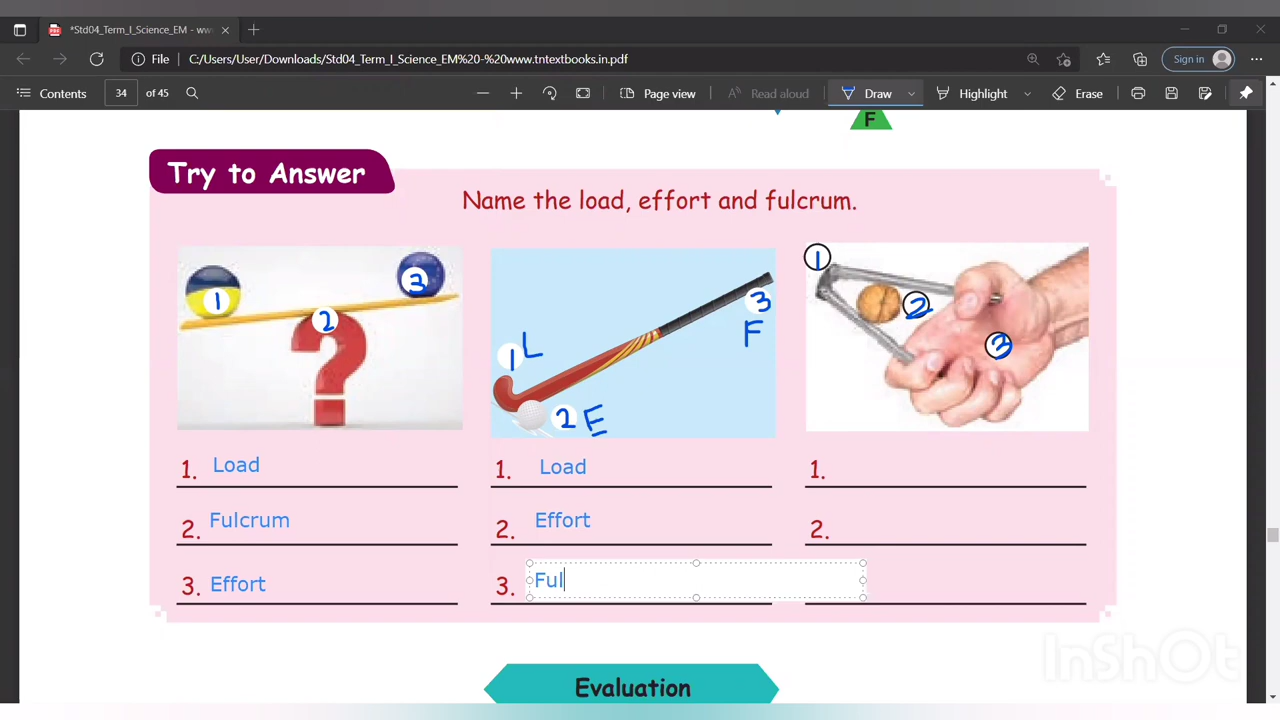 *Std04_Term_I_Science_EM - ww
File C:/Users/User/Downloads/Std04_Term_I_Science_EM%20-%20www.tntextbooks.in.pdf Sign in
Contents 34 of 45 Page view Read aloud Draw Highlight Erase
F
Try to Answer
Name the load, effort and fulcrum.
1 2 3
1 L 2 E 3 F
1 2 3
1. Load 1. Load 1.
2. Fulcrum 2. Effort 2.
3. Effort 3. Ful
Evaluation
InShOt